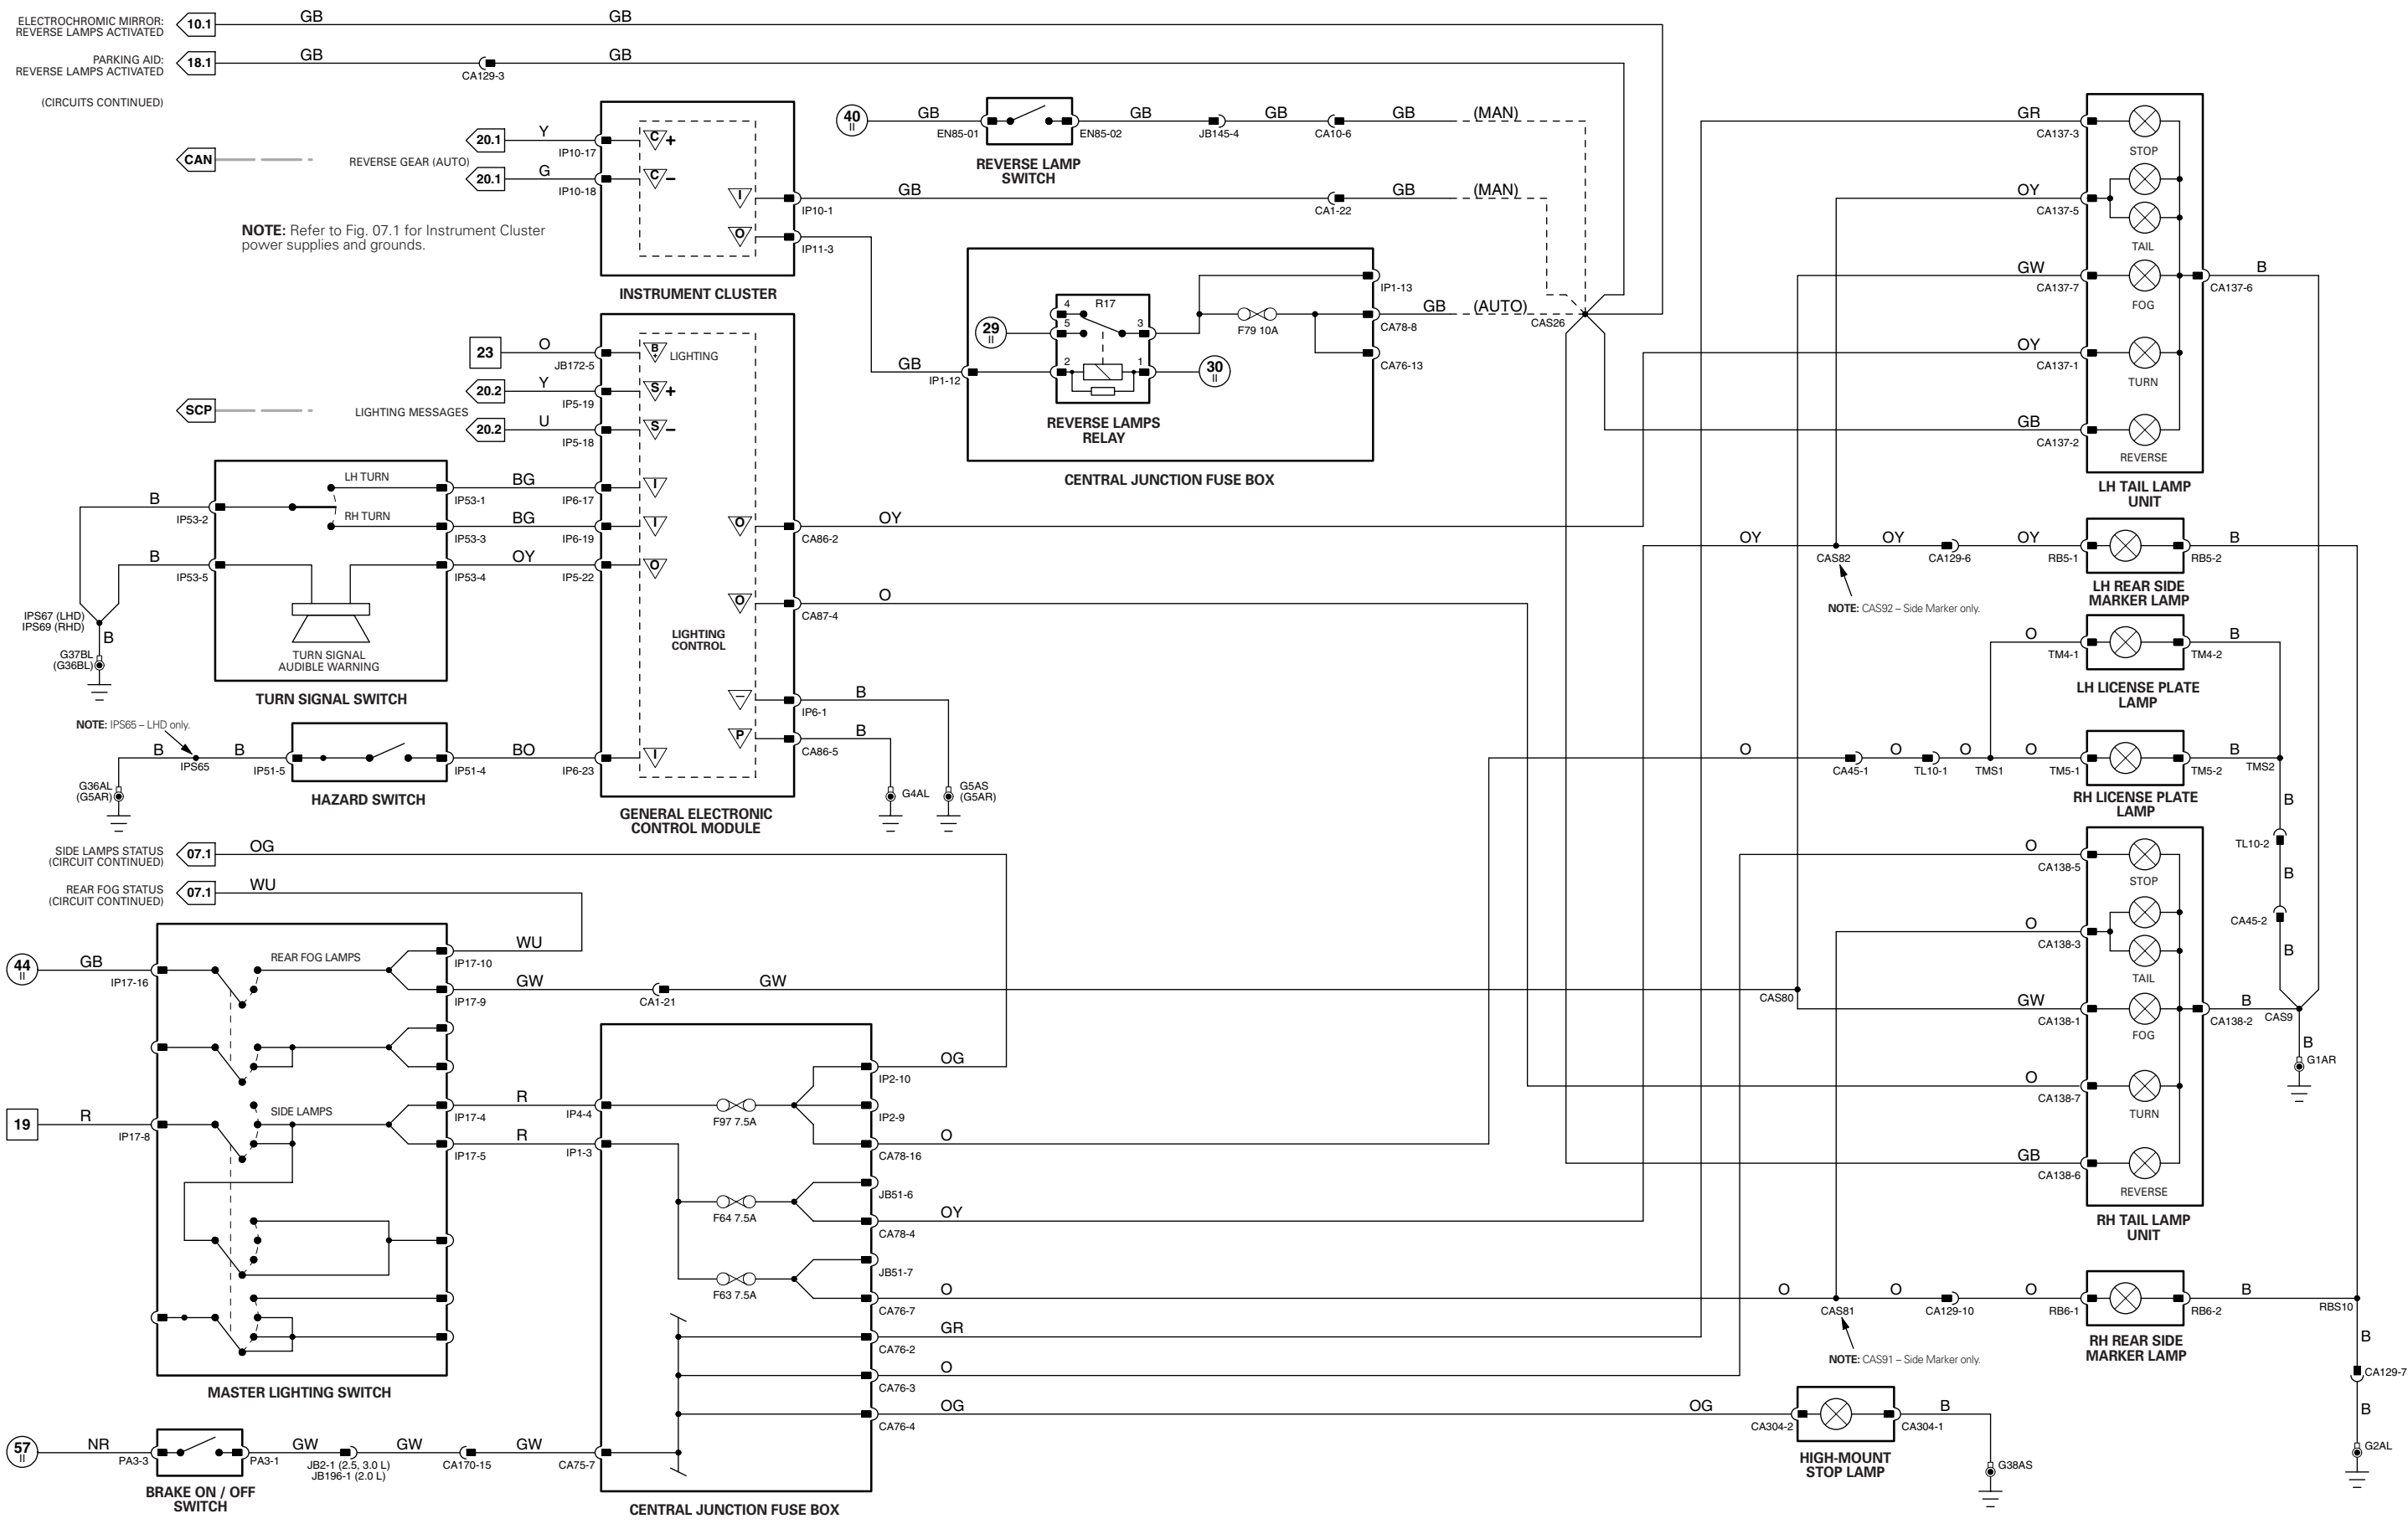 ELECTROCHROMIC MIRROR:
REVERSE LAMPS ACTIVATED
10.1
GB
GB
PARKING AID:
REVERSE LAMPS ACTIVATED
18.1
GB
CA129-3
GB
(CIRCUITS CONTINUED)
CAN
REVERSE GEAR (AUTO)
20.1
Y
IP10-17
C
+
20.1
G
IP10-18
C
–
I
IP10-1
GB
CA1-22
GB
(MAN)
O
IP11-3
NOTE: Refer to Fig. 07.1 for Instrument Cluster
power supplies and grounds.
INSTRUMENT CLUSTER
40
II
GB
EN85-01
EN85-02
GB
JB145-4
GB
CA10-6
GB
(MAN)
REVERSE LAMP
SWITCH
GB
IP1-12
29
II
4
R17
5
3
2
1
30
II
F79 10A
IP1-13
CA78-8
GB
(AUTO)
CAS26
CA76-13
REVERSE LAMPS
RELAY
CENTRAL JUNCTION FUSE BOX
23
O
JB172-5
B
+
LIGHTING
SCP
LIGHTING MESSAGES
20.2
Y
IP5-19
S
+
20.2
U
IP5-18
S
–
LH TURN
RH TURN
B
IP53-2
B
IP53-5
IP53-1
BG
IP6-17
I
IP53-3
BG
IP6-19
I
IP53-4
OY
IP5-22
O
O
CA86-2
OY
O
CA87-4
O
LIGHTING
CONTROL
IPS67 (LHD)
IPS69 (RHD)
B
G37BL
(G36BL)
TURN SIGNAL
AUDIBLE WARNING
TURN SIGNAL SWITCH
–
IP6-1
B
P
CA86-5
B
G4AL
G5AS
(G5AR)
NOTE: IPS65 – LHD only.
B
IPS65
B
IP51-5
IP51-4
BO
IP6-23
I
G36AL
(G5AR)
HAZARD SWITCH
GENERAL ELECTRONIC
CONTROL MODULE
SIDE LAMPS STATUS
(CIRCUIT CONTINUED)
07.1
OG
REAR FOG STATUS
(CIRCUIT CONTINUED)
07.1
WU
44
II
GB
IP17-16
REAR FOG LAMPS
IP17-10
WU
IP17-9
GW
CA1-21
GW
CAS80
19
R
IP17-8
SIDE LAMPS
IP17-4
R
IP4-4
IP17-5
R
IP1-3
MASTER LIGHTING SWITCH
F97 7.5A
IP2-10
OG
IP2-9
CA78-16
O
F64 7.5A
JB51-6
CA78-4
OY
F63 7.5A
JB51-7
CA76-7
O
CA76-2
GR
CA76-3
O
CA76-4
OG
57
II
NR
PA3-3
PA3-1
GW
JB2-1 (2.5, 3.0 L)
JB196-1 (2.0 L)
GW
CA170-15
GW
CA75-7
BRAKE ON / OFF
SWITCH
CENTRAL JUNCTION FUSE BOX
GR
CA137-3
STOP
OY
CA137-5
TAIL
GW
CA137-7
FOG
CA137-6
B
OY
CA137-1
TURN
GB
CA137-2
REVERSE
LH TAIL LAMP
UNIT
OY
CAS82
OY
CA129-6
OY
RB5-1
RB5-2
B
NOTE: CAS92 – Side Marker only.
LH REAR SIDE
MARKER LAMP
O
TM4-1
TM4-2
B
LH LICENSE PLATE
LAMP
O
CA45-1
O
TL10-1
O
TMS1
O
TM5-1
TM5-2
B
TMS2
RH LICENSE PLATE
LAMP
B
TL10-2
B
CA45-2
B
O
CA138-5
STOP
O
CA138-3
TAIL
GW
CA138-1
FOG
CA138-2
B
CAS9
B
G1AR
O
CA138-7
TURN
GB
CA138-6
REVERSE
RH TAIL LAMP
UNIT
O
CAS81
O
CA129-10
O
RB6-1
RB6-2
B
RBS10
NOTE: CAS91 – Side Marker only.
RH REAR SIDE
MARKER LAMP
B
CA129-7
B
G2AL
OG
CA304-2
CA304-1
B
G38AS
HIGH-MOUNT
STOP LAMP